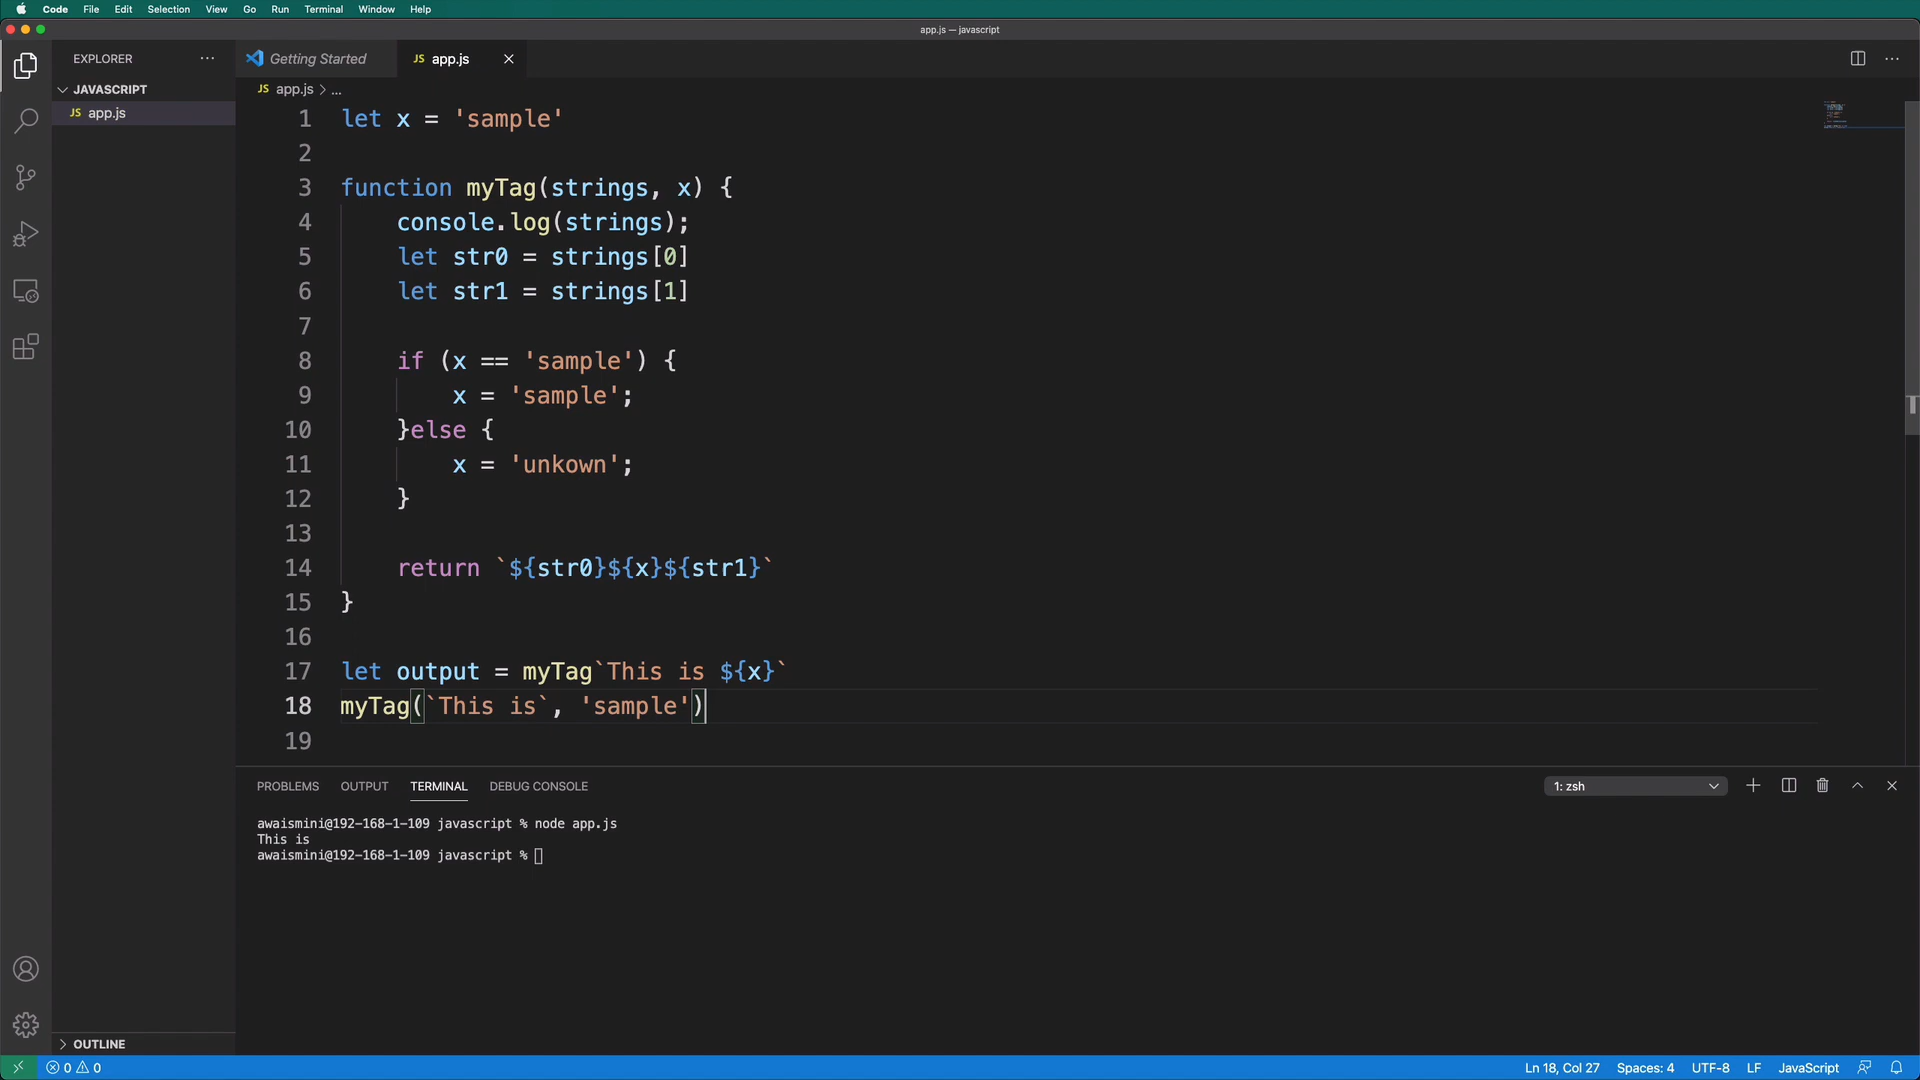 Code File Edit Selection View Go Run Terminal Window Help
app.js — javascript
EXPLORER
JAVASCRIPT
JS app.js
Getting Started
JS app.js
JS app.js > ...
1 let x = 'sample'
2
3 function myTag(strings, x) {
4 console.log(strings);
5 let str0 = strings[0]
6 let str1 = strings[1]
7
8 if (x == 'sample') {
9 x = 'sample';
10 }else {
11 x = 'unkown';
12 }
13
14 return `${str0}${x}${str1}`
15 }
16
17 let output = myTag`This is ${x}`
18 myTag(`This is`, 'sample')
19
PROBLEMS OUTPUT TERMINAL DEBUG CONSOLE
1: zsh
awaismini@192-168-1-109 javascript % node app.js
This is
awaismini@192-168-1-109 javascript %
OUTLINE
0 0
Ln 18, Col 27 Spaces: 4 UTF-8 LF JavaScript